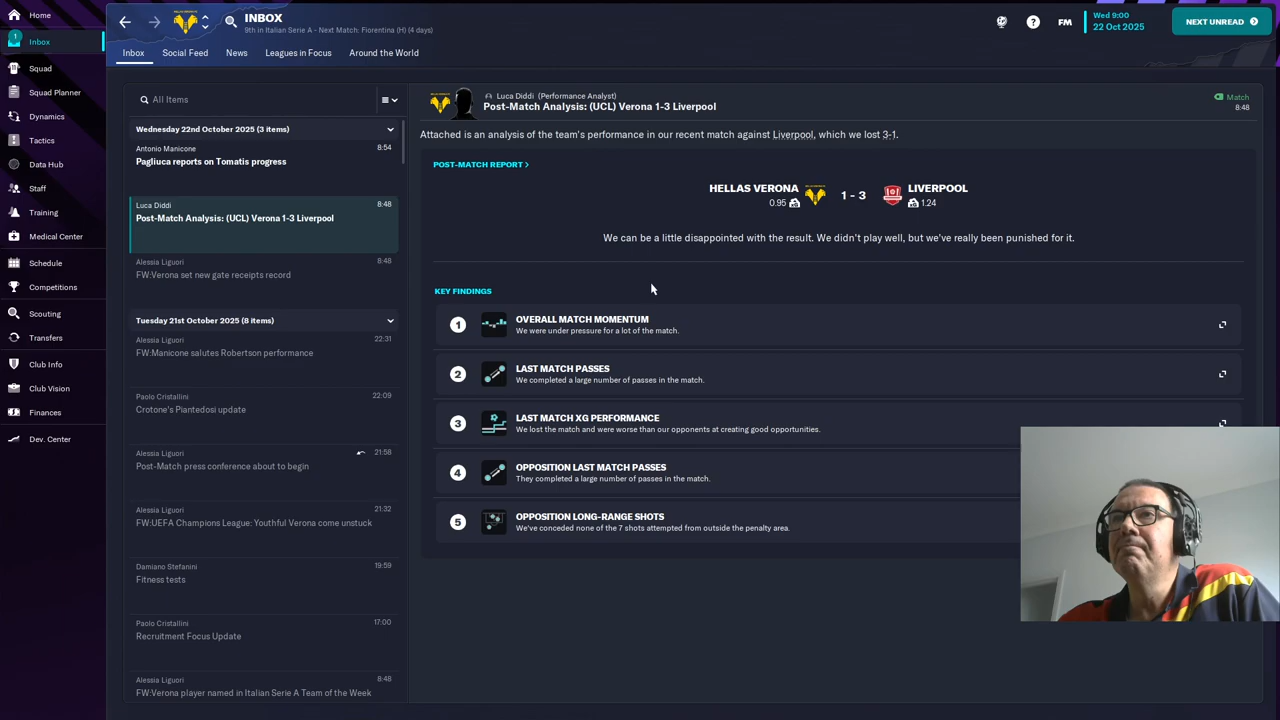 Home
1
Inbox
Squad
Squad Planner
Dynamics
Tactics
Data Hub
Staff
Training
Medical Center
Schedule
Competitions
Scouting
Transfers
Club Info
Club Vision
Finances
Dev. Center
INBOX
9th in Italian Serie A - Next Match: Fiorentina (H) (4 days)
FM
Wed 9:00
22 Oct 2025
NEXT UNREAD
Inbox
Social Feed
News
Leagues in Focus
Around the World
All Items
Wednesday 22nd October 2025 (3 items)
Antonio Manicone 8:54
Pagliuca reports on Tomatis progress
Luca Diddi 8:48
Post-Match Analysis: (UCL) Verona 1-3 Liverpool
Alessia Liguori 8:48
FW:Verona set new gate receipts record
Tuesday 21st October 2025 (8 items)
Alessia Liguori 22:31
FW:Manicone salutes Robertson performance
Paolo Cristallini 22:09
Crotone's Piantedosi update
Alessia Liguori 21:58
Post-Match press conference about to begin
Alessia Liguori 21:32
FW:UEFA Champions League: Youthful Verona come unstuck
Damiano Stefanini 19:59
Fitness tests
Paolo Cristallini 17:00
Recruitment Focus Update
Alessia Liguori 8:48
FW:Verona player named in Italian Serie A Team of the Week
Luca Diddi (Performance Analyst)
Post-Match Analysis: (UCL) Verona 1-3 Liverpool
Match
8:48
Attached is an analysis of the team's performance in our recent match against Liverpool, which we lost 3-1.
POST-MATCH REPORT >
HELLAS VERONA 1 - 3 LIVERPOOL
0.95 xG xG 1.24
We can be a little disappointed with the result. We didn't play well, but we've really been punished for it.
KEY FINDINGS
1 OVERALL MATCH MOMENTUM
We were under pressure for a lot of the match.
2 LAST MATCH PASSES
We completed a large number of passes in the match.
3 LAST MATCH XG PERFORMANCE
We lost the match and were worse than our opponents at creating good opportunities.
4 OPPOSITION LAST MATCH PASSES
They completed a large number of passes in the match.
5 OPPOSITION LONG-RANGE SHOTS
We've conceded none of the 7 shots attempted from outside the penalty area.